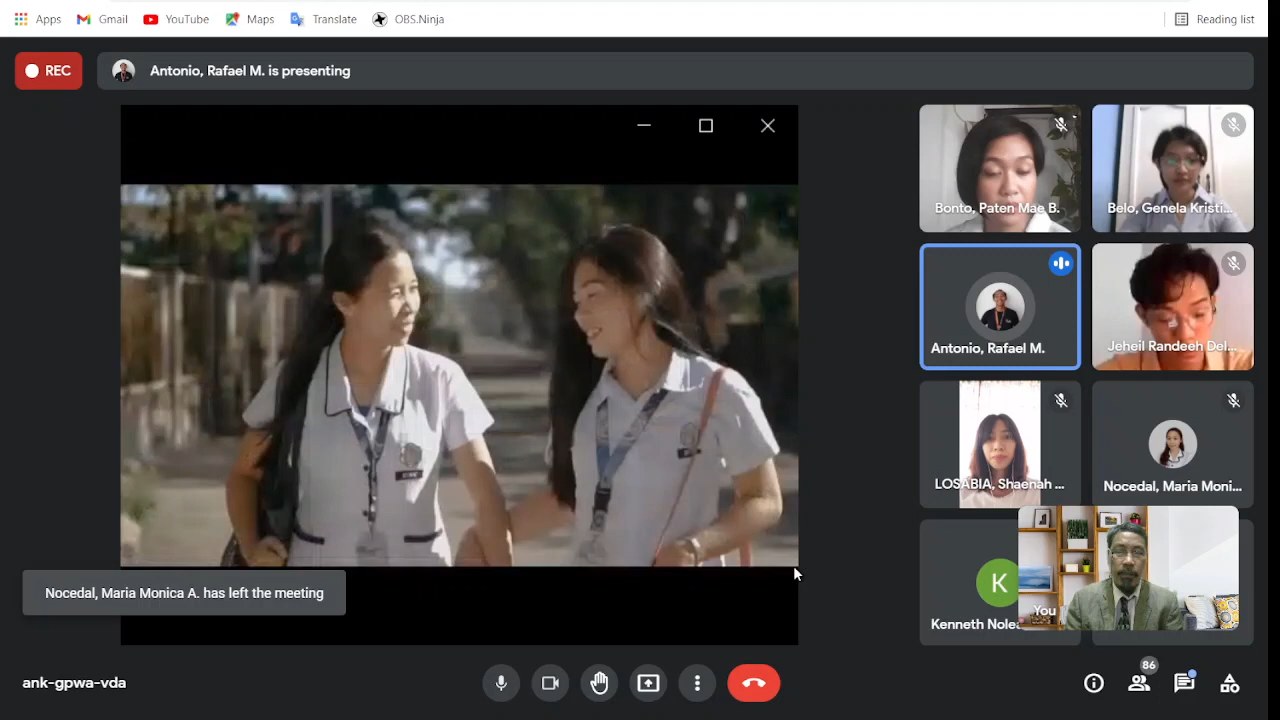 Apps Gmail YouTube Maps Translate OBS.Ninja Reading list
REC Antonio, Rafael M. is presenting
Bonto, Paten Mae B. Belo, Genela Kristi...
Antonio, Rafael M. Jeheil Randeeh Del...
LOSABIA, Shaenah ... Nocedal, Maria Moni...
Nocedal, Maria Monica A. has left the meeting
K
You
Kenneth Nolea
86
ank-gpwa-vda